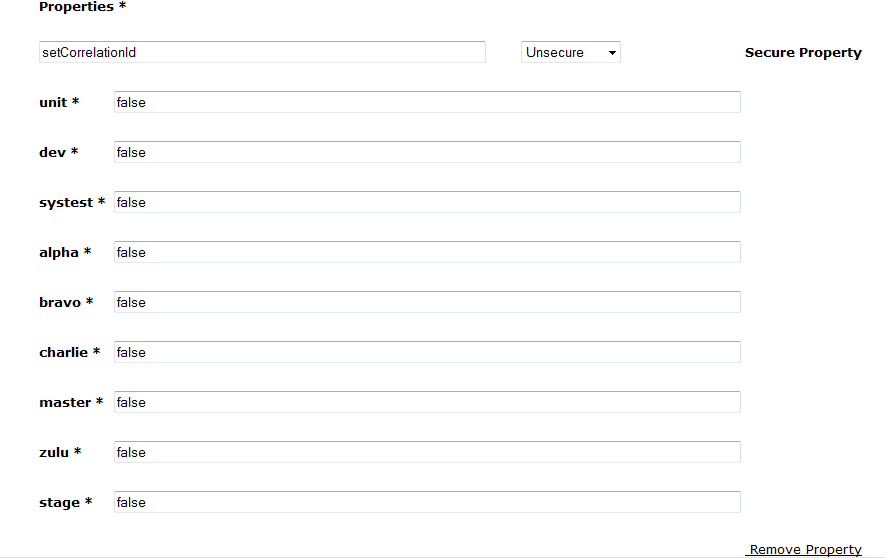 Properties *
setCorrelationId Unsecure Secure Property
unit * false
dev * false
systest * false
alpha * false
bravo * false
charlie * false
master * false
zulu * false
stage * false
Remove Property